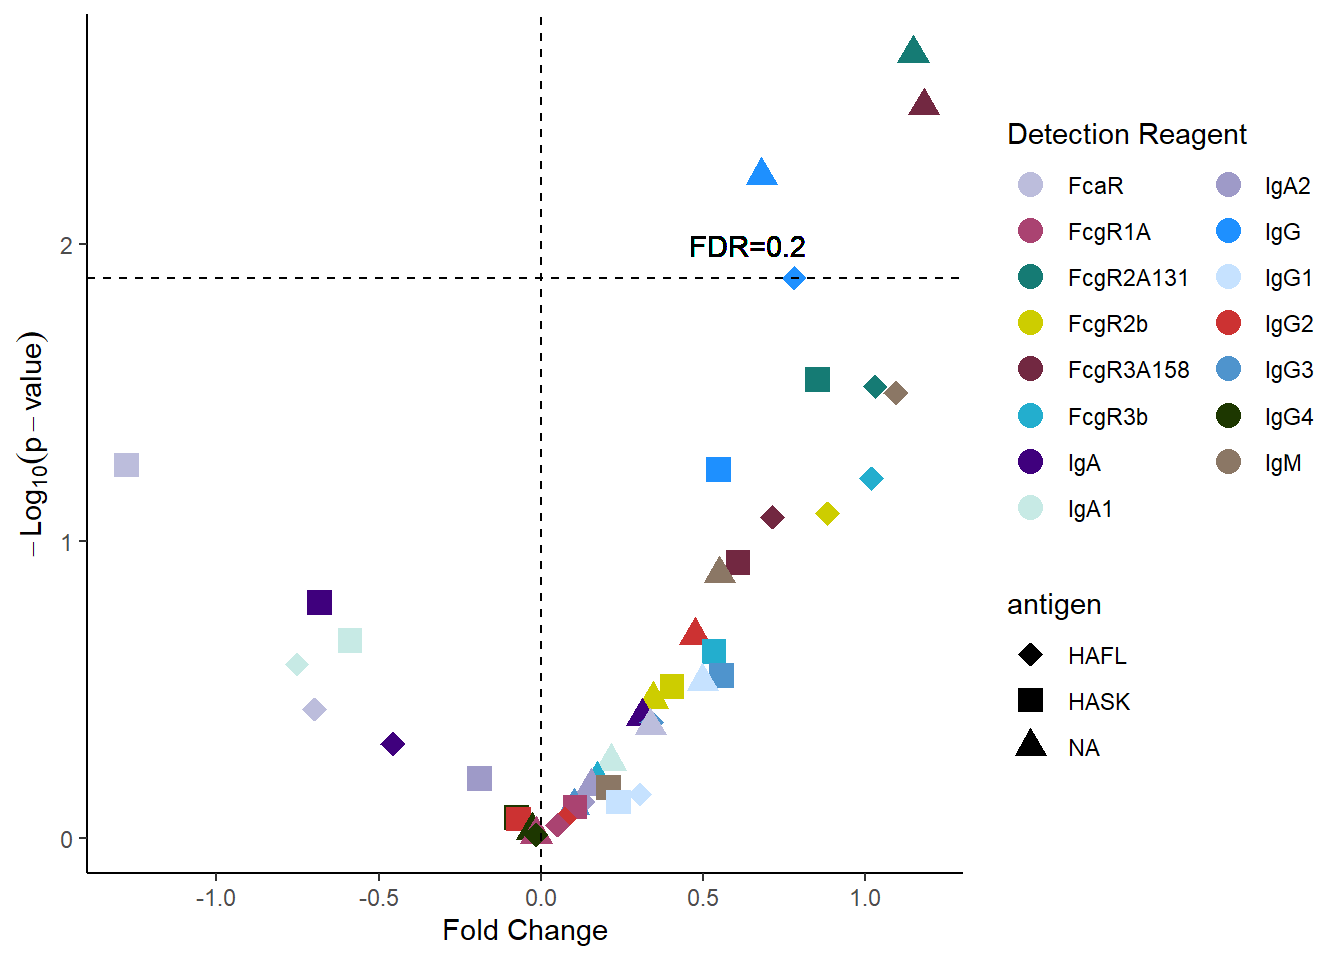 FDR=0.2
2
1
0
-1.0
-0.5
0.0
0.5
1.0
Fold Change
−Log₁₀(p − value)
Detection Reagent
FcaR
FcgR1A
FcgR2A131
FcgR2b
FcgR3A158
FcgR3b
IgA
IgA1
IgA2
IgG
IgG1
IgG2
IgG3
IgG4
IgM
antigen
HAFL
HASK
NA